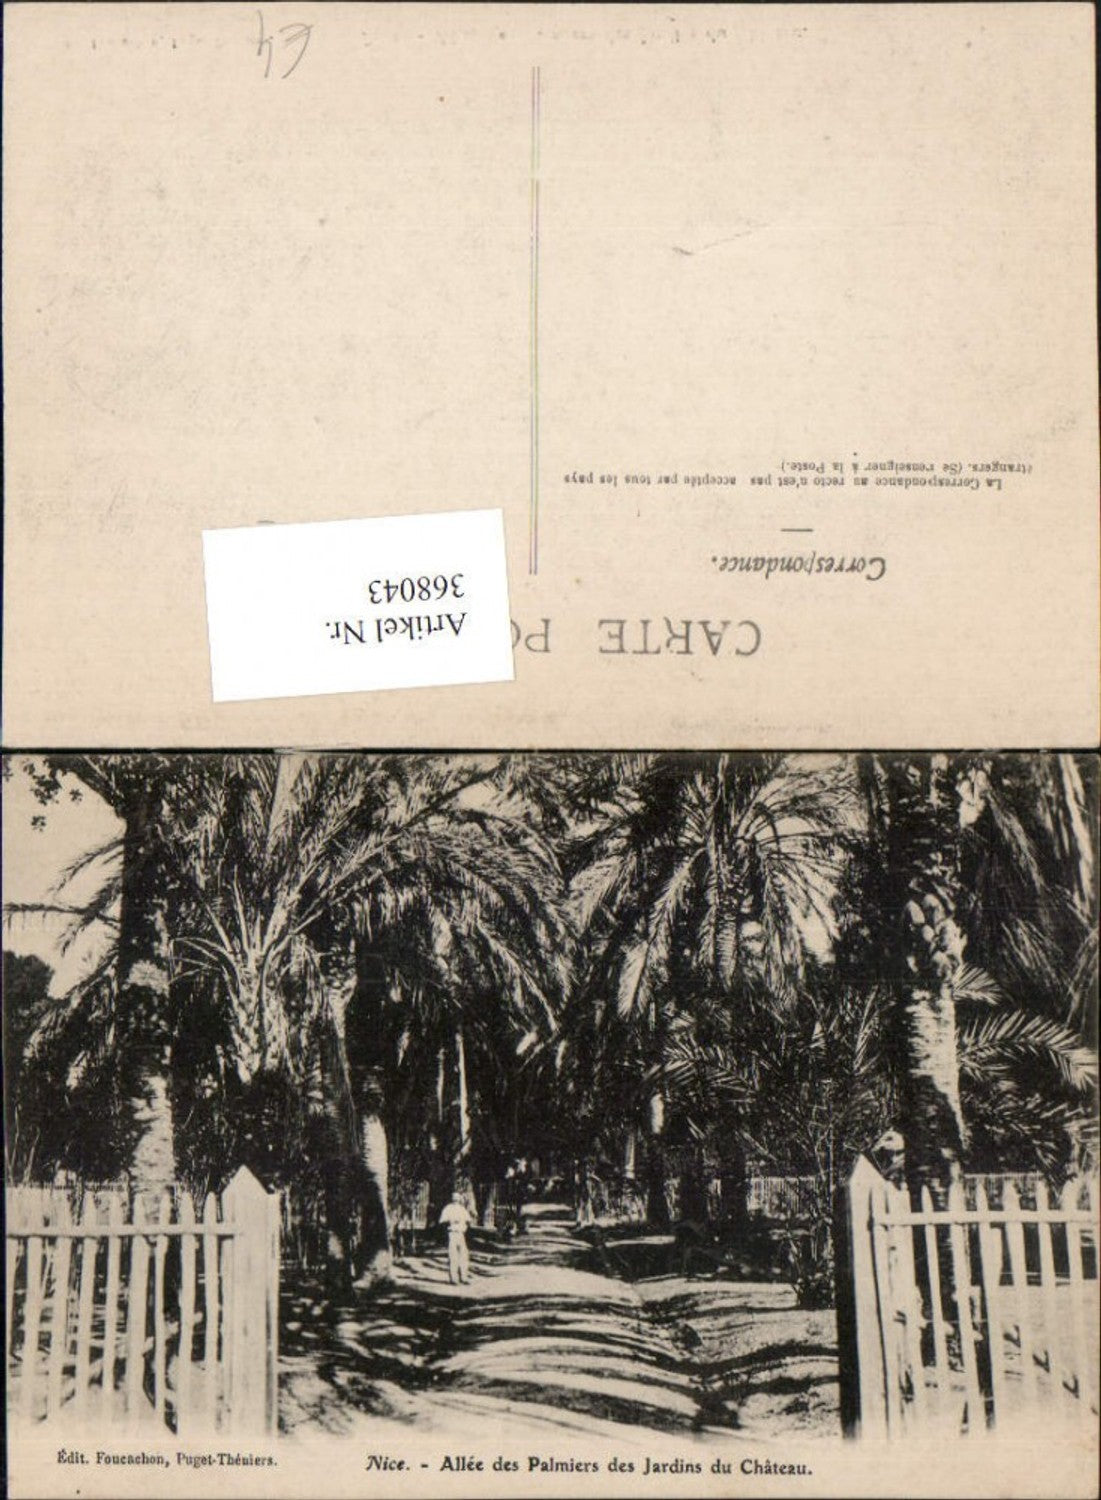 €4
CARTE PO
Correspondance.
La Correspondance au recto n'est pas acceptée par tous les pays
étrangers. (Se renseigner à la Poste.)
Artikel Nr.
368043
Édit. Foucachon, Puget-Théniers.
Nice. - Allée des Palmiers des Jardins du Château.